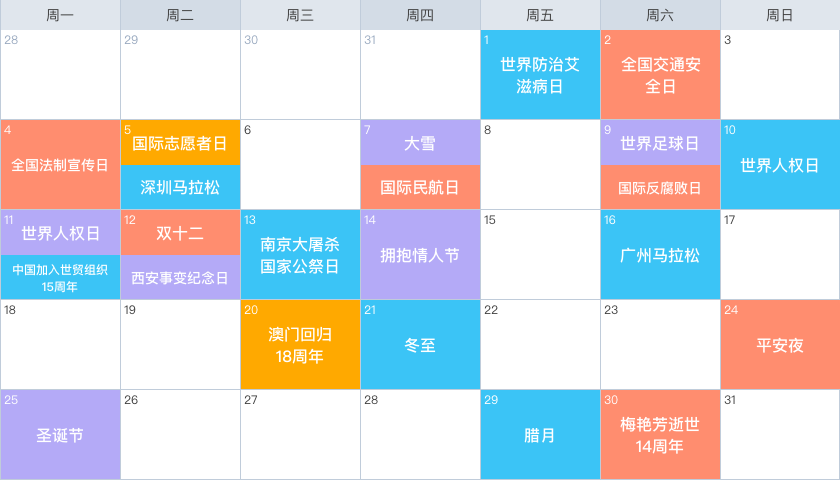 周一
周二
周三
周四
周五
周六
周日
28
29
30
31
1
世界防治艾
滋病日
2
全国交通安
全日
3
4
全国法制宣传日
5
国际志愿者日
深圳马拉松
6
7
大雪
国际民航日
8
9
世界足球日
国际反腐败日
10
世界人权日
11
世界人权日
中国加入世贸组织
15周年
12
双十二
西安事变纪念日
13
南京大屠杀
国家公祭日
14
拥抱情人节
15
16
广州马拉松
17
18
19
20
澳门回归
18周年
21
冬至
22
23
24
平安夜
25
圣诞节
26
27
28
29
腊月
30
梅艳芳逝世
14周年
31